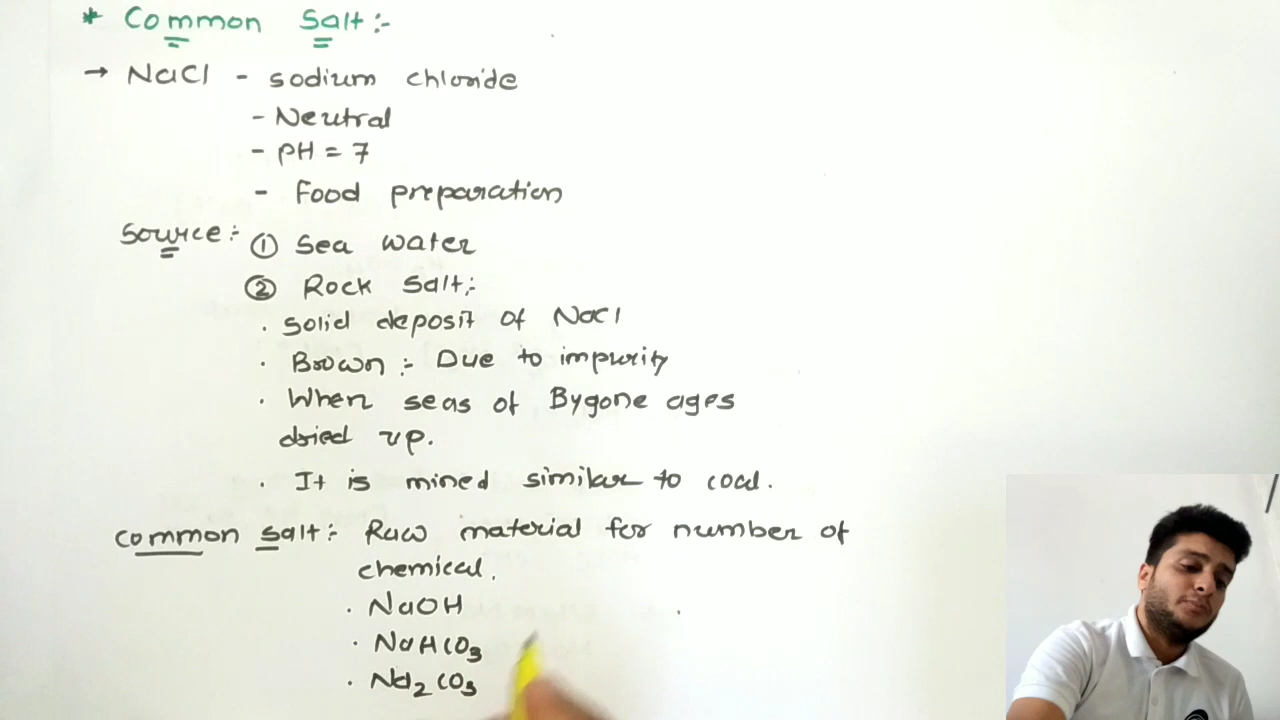 * Common Salt:-
→ NaCl - sodium chloride
- Neutral
- PH = 7
- Food preparation
Source:- ① Sea water
② Rock Salt:-
. Solid deposit of NaCl
. Brown :- Due to impurity
. When seas of Bygone ages
dried up.
. It is mined similar to coal.
common salt:- Raw material for number of
chemical.
. NaOH
. NaHCO₃
. Na₂CO₃